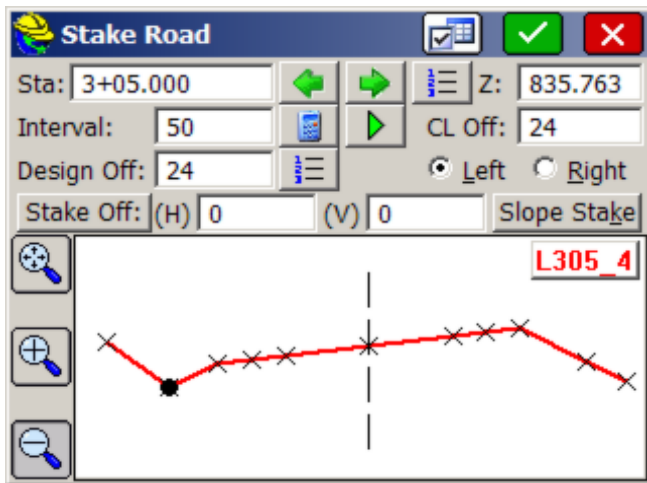 Stake Road
Sta: 3+05.000 Z: 835.763
Interval: 50 CL Off: 24
Design Off: 24 Left Right
Stake Off: (H) 0 (V) 0 Slope Stake
L305_4